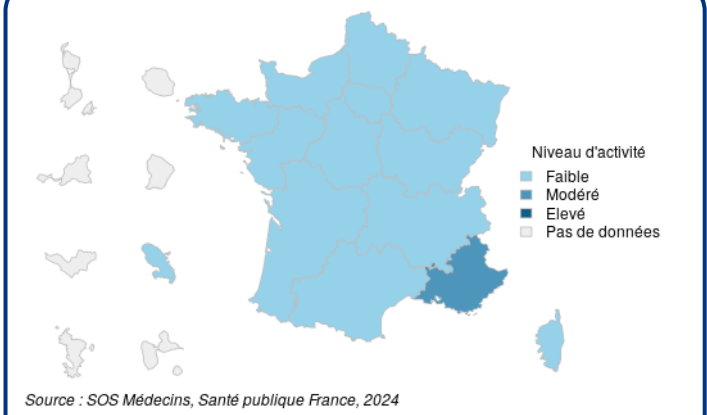 Niveau d'activité
Faible
Modéré
Elevé
Pas de données
Source : SOS Médecins, Santé publique France, 2024